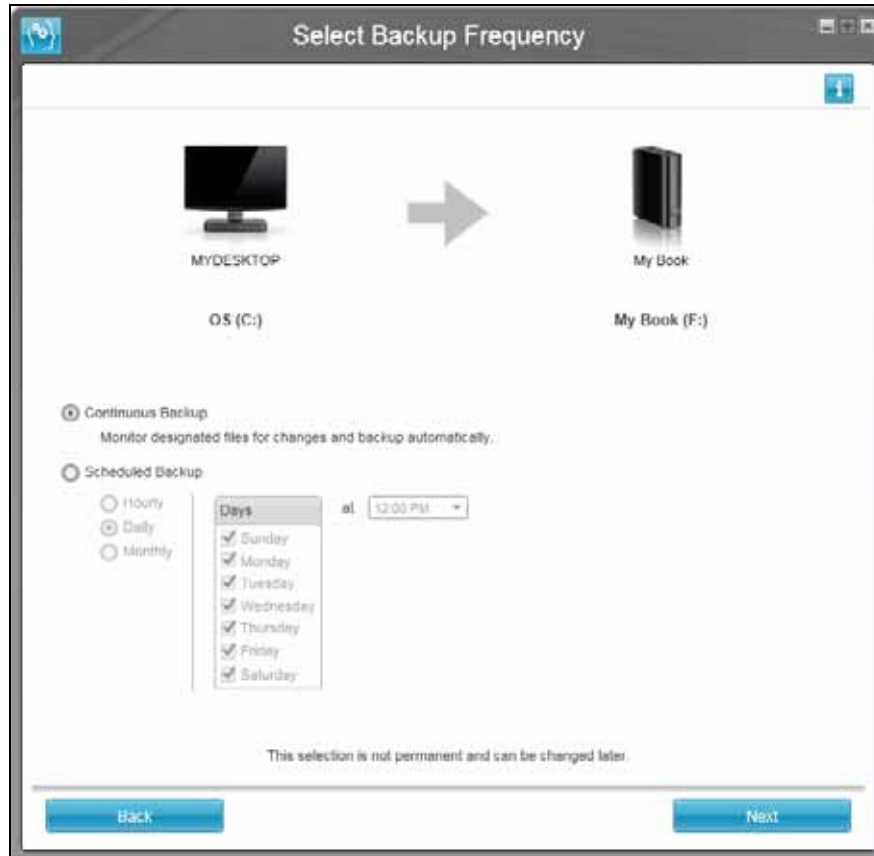 Select Backup Frequency
i
MYDESKTOP
My Book
OS (C:)
My Book (F:)
Continuous Backup
Monitor designated files for changes and backup automatically.
Scheduled Backup
Hourly
Daily
Monthly
Days
Sunday
Monday
Tuesday
Wednesday
Thursday
Friday
Saturday
at 12:00 PM
This selection is not permanent and can be changed later.
Back
Next